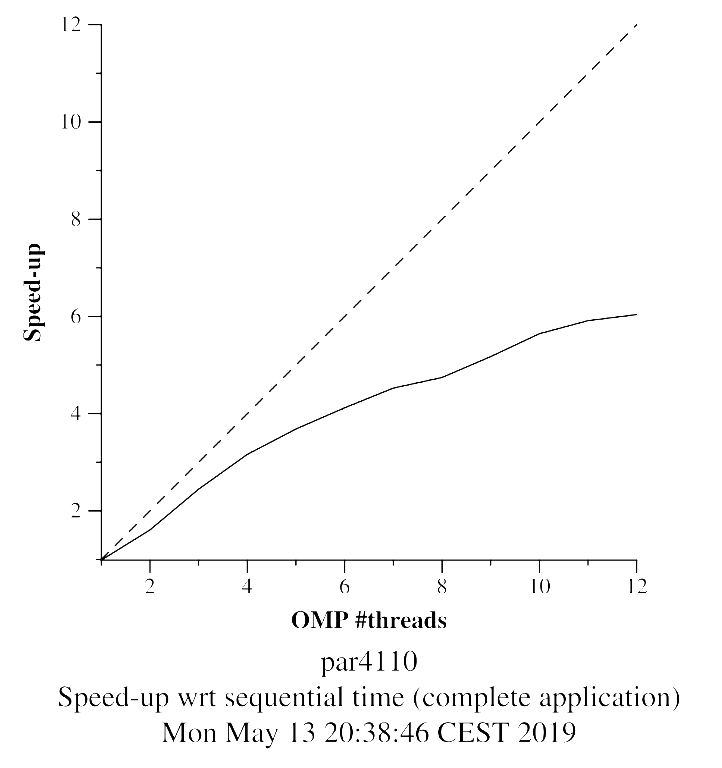 12
10
8
6
4
2
Speed-up
2 4 6 8 10 12
OMP #threads
par4110
Speed-up wrt sequential time (complete application)
Mon May 13 20:38:46 CEST 2019